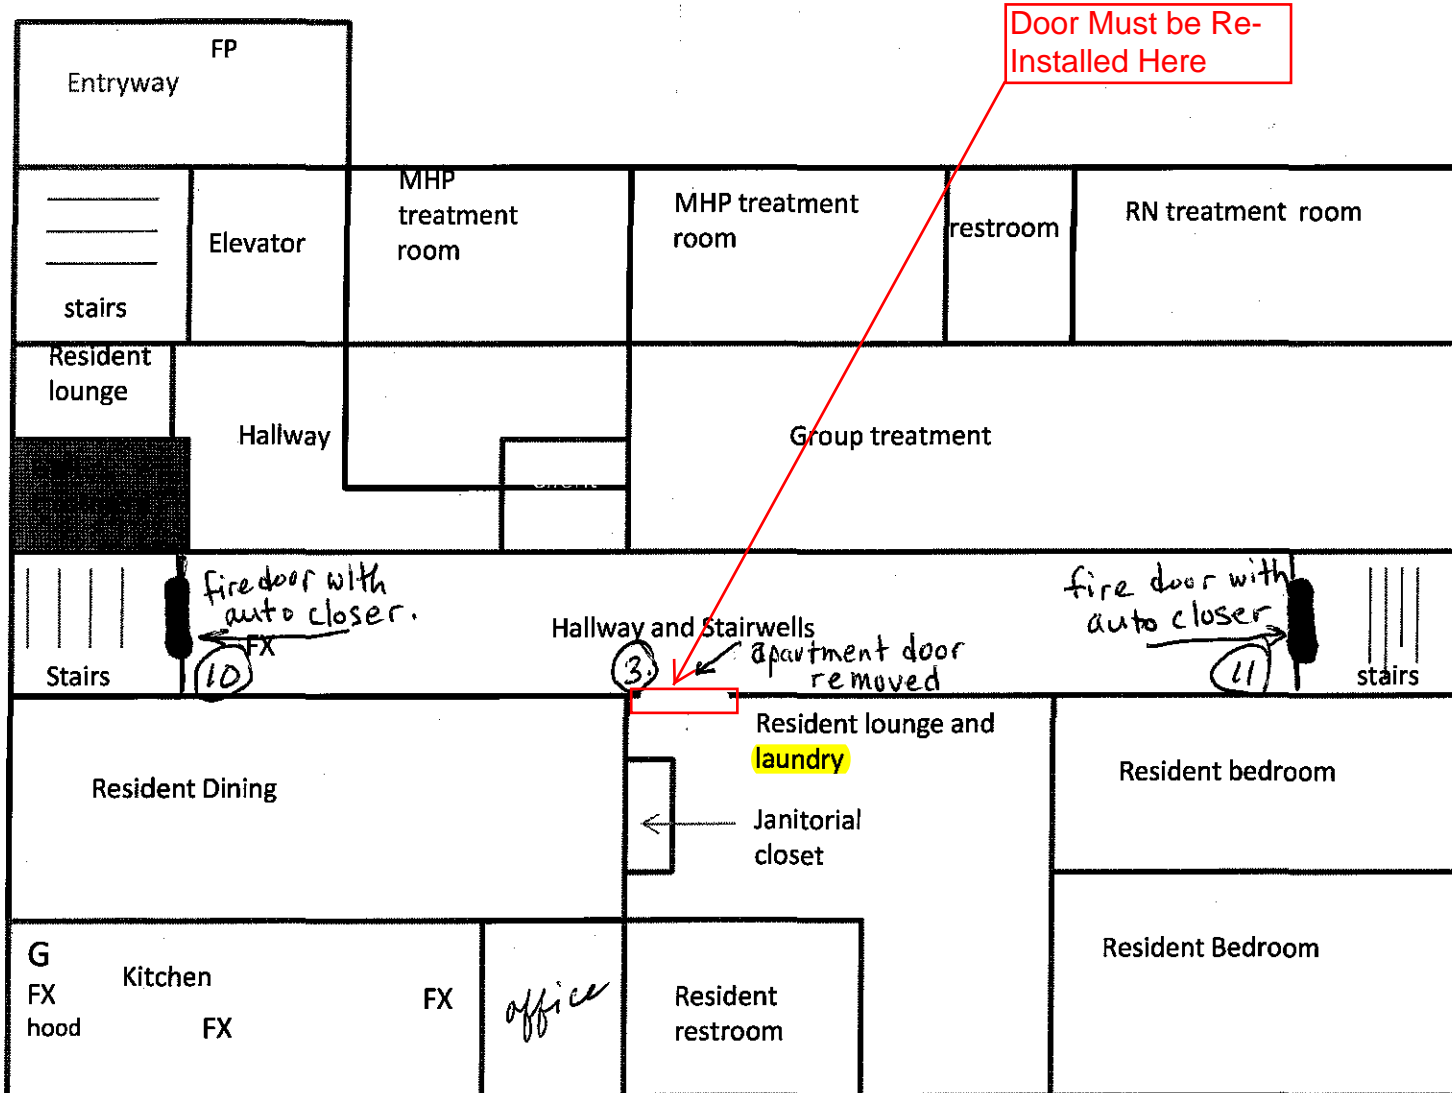 Door Must be Re-
Installed Here
FP
Entryway
MHP
treatment
room
MHP treatment
room
restroom
RN treatment room
Elevator
stairs
Resident
lounge
Hallway
Group treatment
fire door with
auto closer.
FX
10
Stairs
Hallway and Stairwells
3.
apartment door
removed
fire door with
auto closer
11
stairs
Resident lounge and
laundry
Resident Dining
Janitorial
closet
Resident bedroom
Resident Bedroom
G
FX
hood
Kitchen
FX
FX
office
Resident
restroom